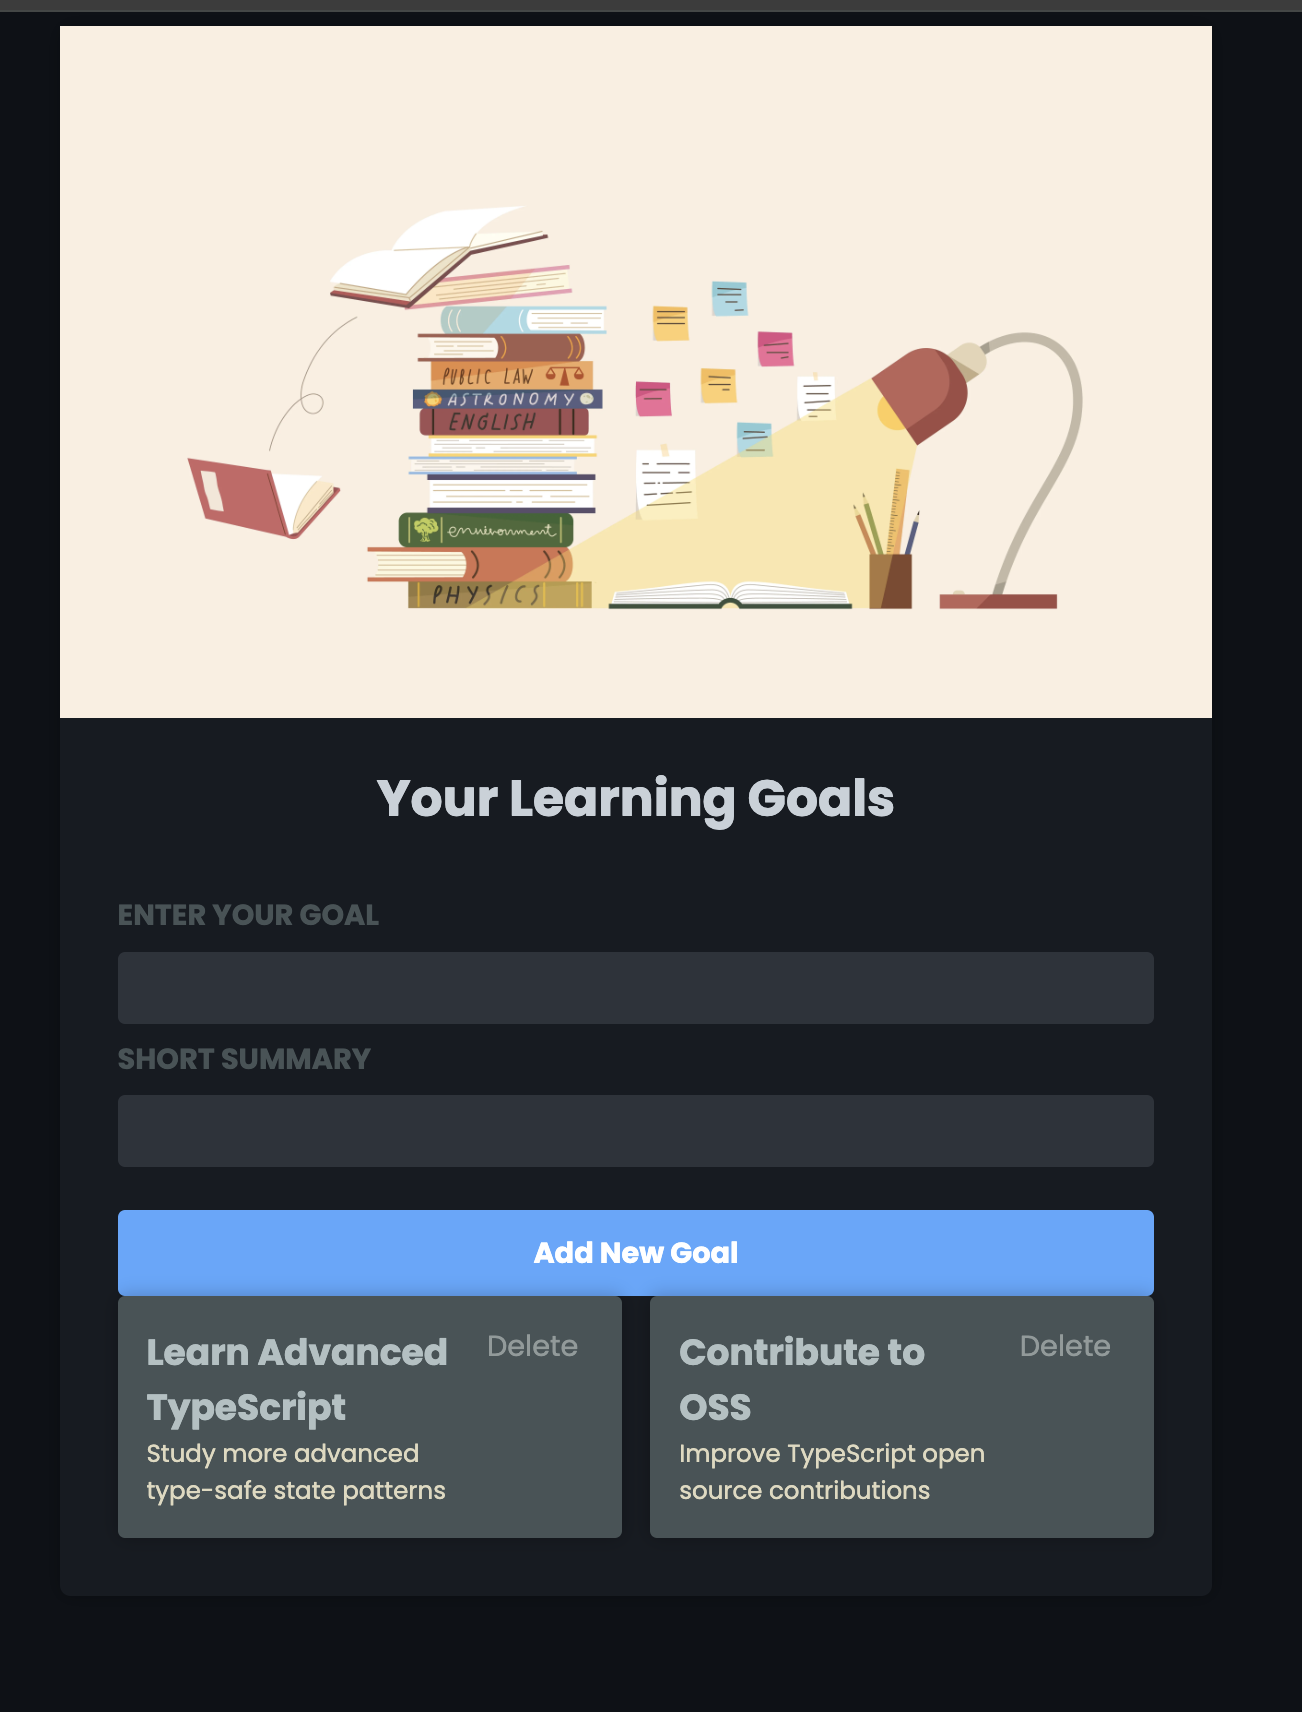 PUBLIC LAW
ASTRONOMY
ENGLISH
environment
PHYSICS
Your Learning Goals
ENTER YOUR GOAL
SHORT SUMMARY
Add New Goal
Learn Advanced
TypeScript
Delete
Study more advanced
type-safe state patterns
Contribute to
OSS
Delete
Improve TypeScript open
source contributions